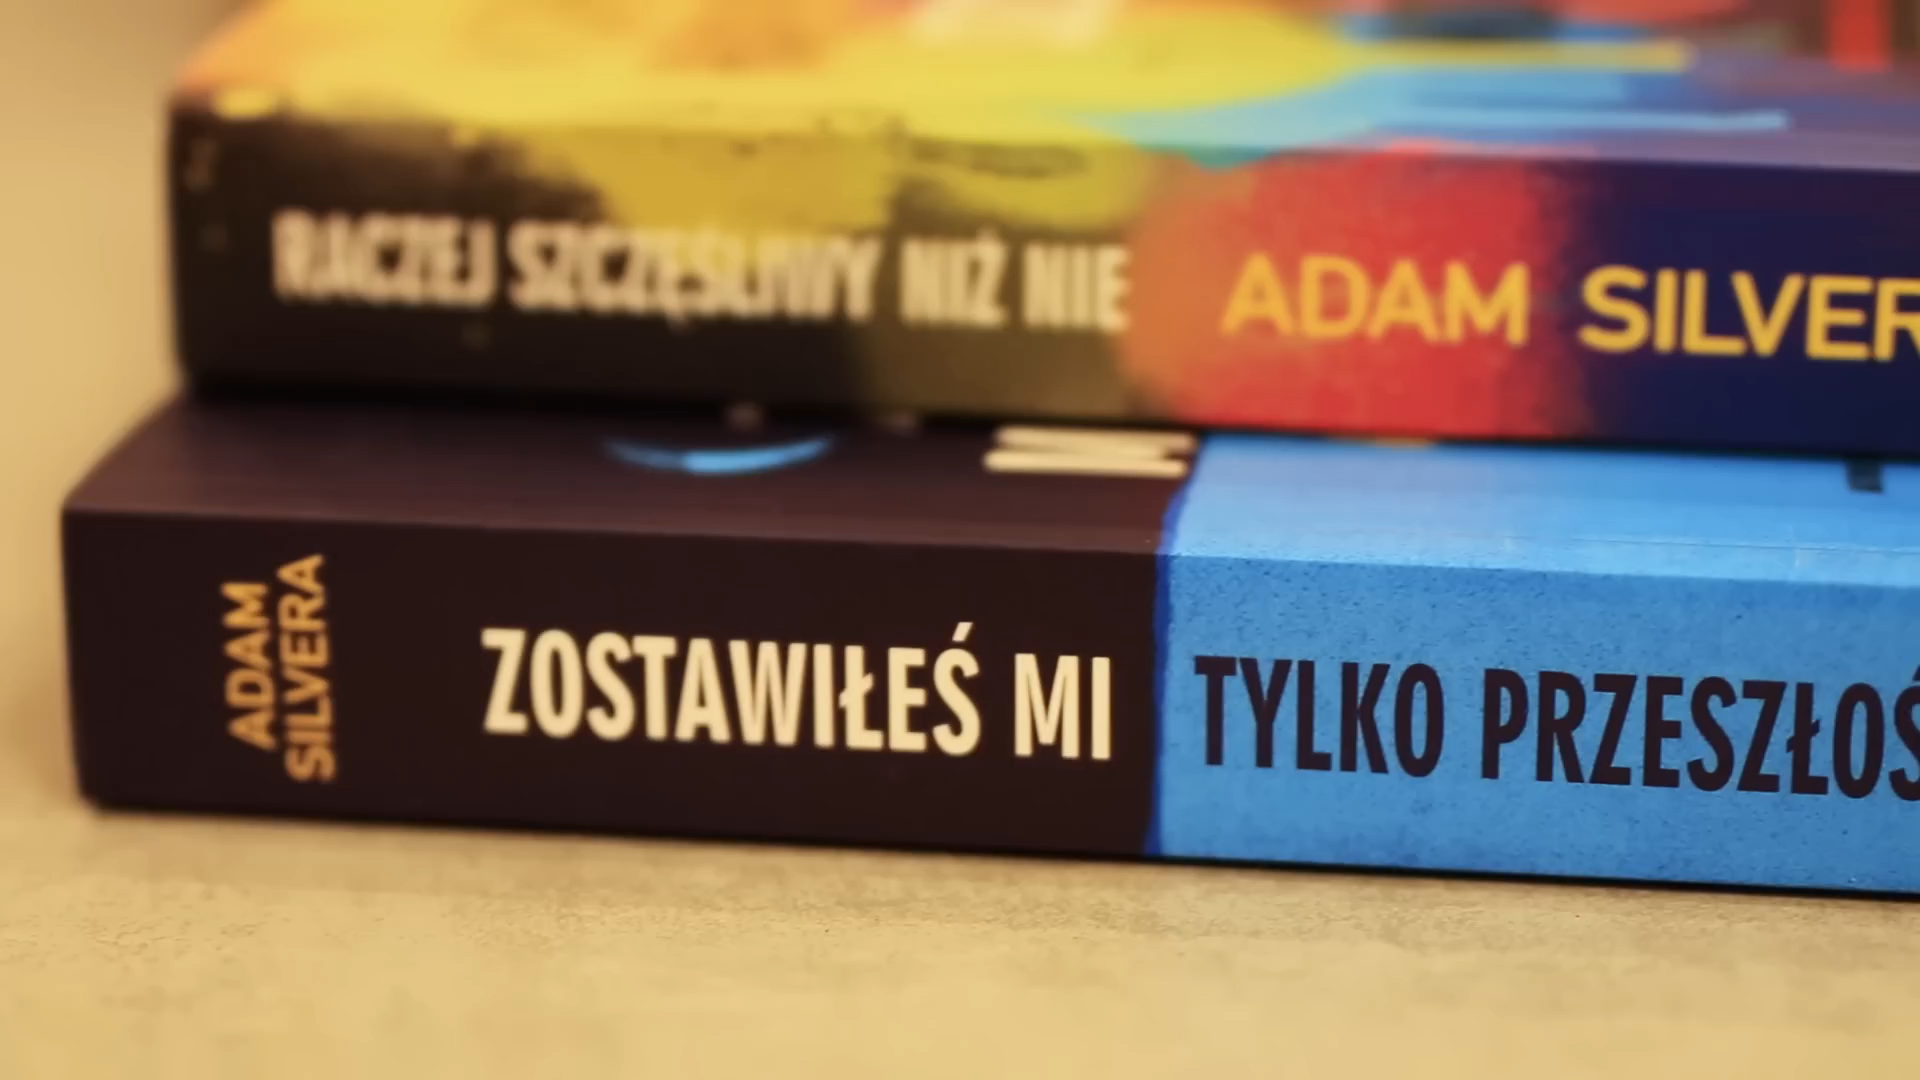 RACZEJ SZCZĘŚLIWY NIŻ NIE ADAM SILVER
ADAM
SILVERA
ZOSTAWIŁEŚ MI TYLKO PRZESZŁOŚ